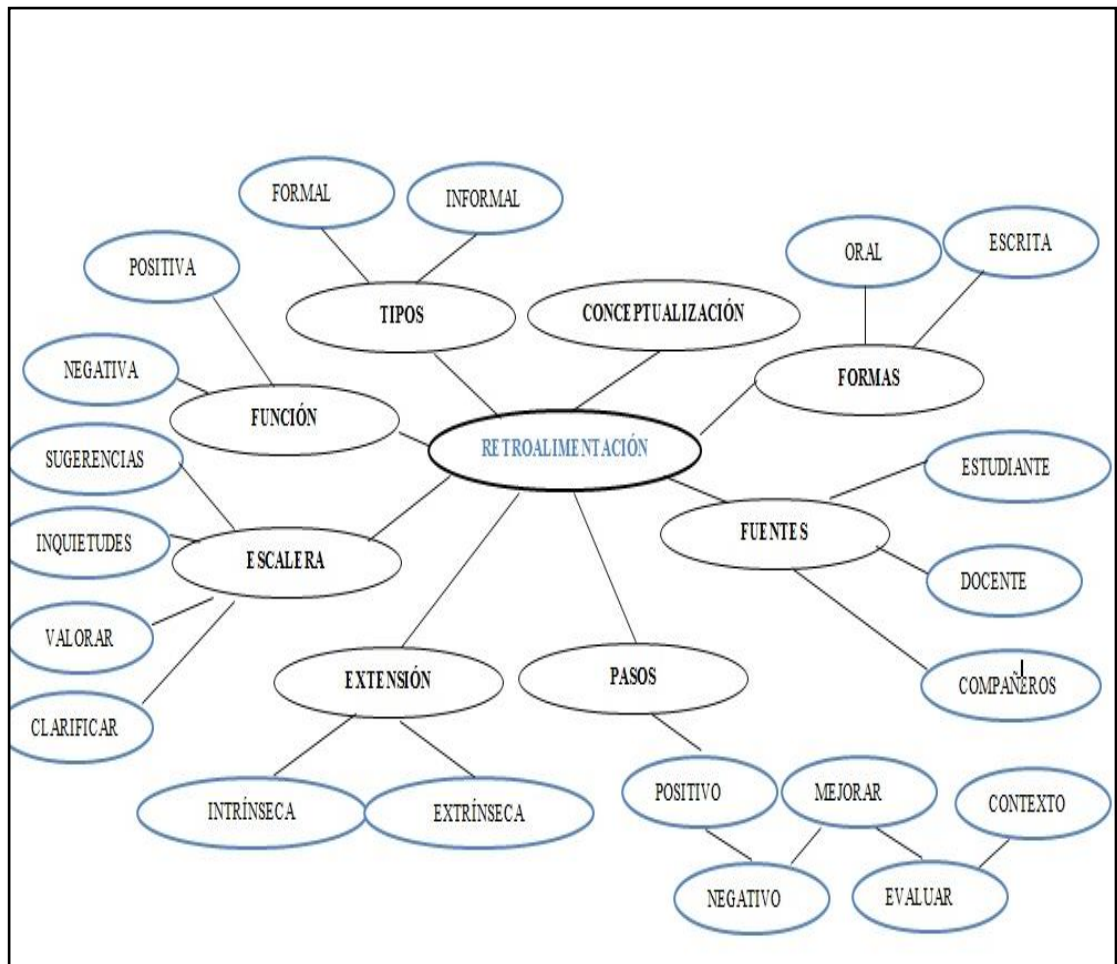 FORMAL
INFORMAL
ORAL
ESCRITA
POSITIVA
TIPOS
CONCEPTUALIZACIÓN
NEGATIVA
FORMAS
FUNCIÓN
RETROALIMENTACIÓN
SUGERENCIAS
ESTUDIANTE
INQUIETUDES
ESCALERA
FUENTES
DOCENTE
VALORAR
EXTENSIÓN
PASOS
COMPAÑEROS
CLARIFICAR
INTRÍNSECA
EXTRÍNSECA
POSITIVO
MEJORAR
CONTEXTO
NEGATIVO
EVALUAR